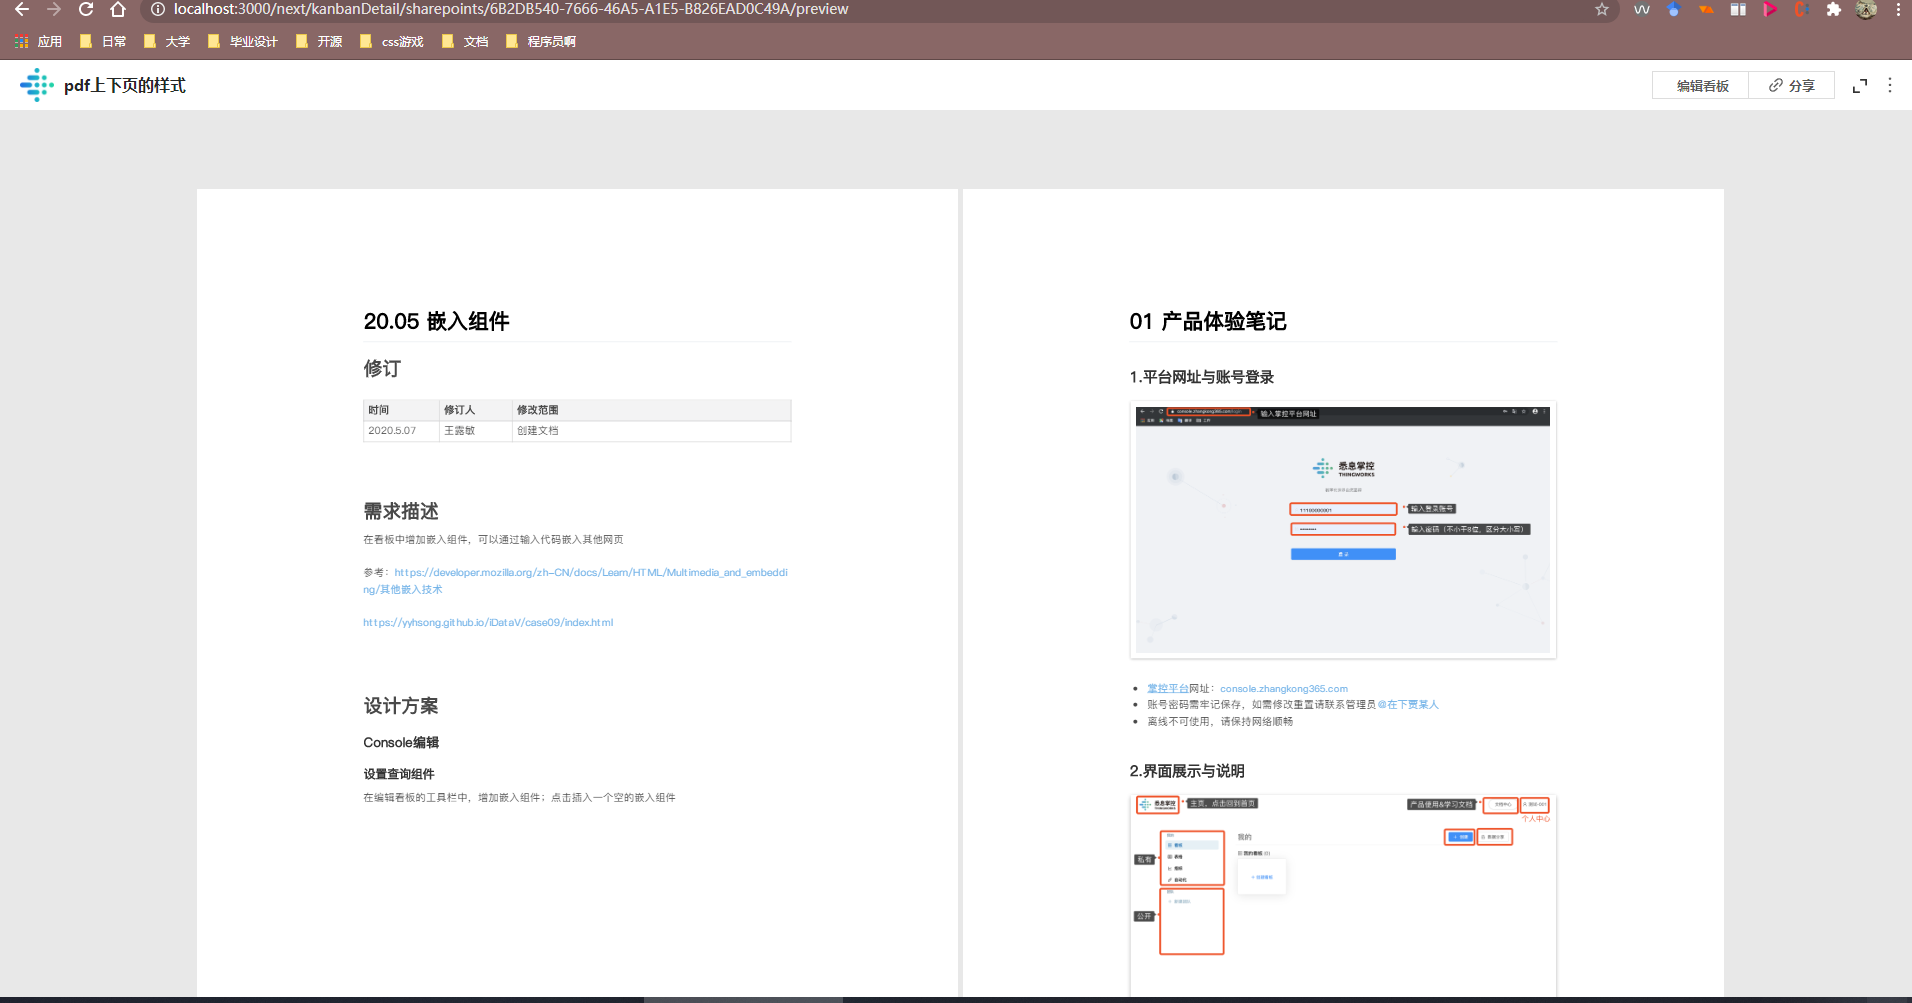 localhost:3000/next/kanbanDetail/sharepoints/6B2DB540-7666-46A5-A1E5-B826EAD0C49A/preview
应用 日常 大学 毕业设计 开源 css游戏 文档 程序员啊
pdf上下页的样式
编辑看板 分享
20.05 嵌入组件
修订
时间 修订人 修改范围
2020.5.07 王露敏 创建文档
需求描述
在看板中增加嵌入组件，可以通过输入代码嵌入其他网页
参考：https://developer.mozilla.org/zh-CN/docs/Learn/HTML/Multimedia_and_embeddi
ng/其他嵌入技术
https://yyhsong.github.io/iDataV/case09/index.html
设计方案
Console编辑
设置查询组件
在编辑看板的工具栏中，增加嵌入组件；点击插入一个空的嵌入组件
01 产品体验笔记
1.平台网址与账号登录
输入掌控平台网址
悉息掌控
THINGWORKS
输入登录账号
输入密码（不小于8位，区分大小写）
登 录
掌控平台网址：console.zhangkong365.com
账号密码需牢记保存，如需修改重置请联系管理员@在下贾某人
离线不可使用，请保持网络顺畅
2.界面展示与说明
悉息掌控
主页，点击回到首页
产品使用&学习文档
个人中心
我的
私有
公开